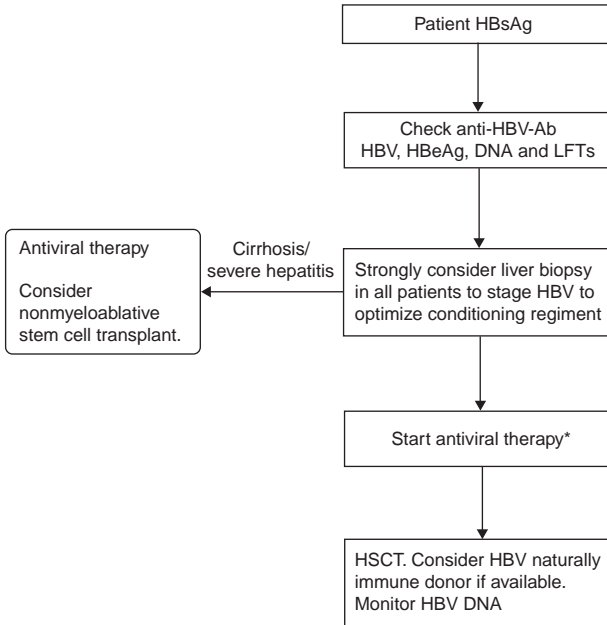 Patient HBsAg
Check anti-HBV-Ab
HBV, HBeAg, DNA and LFTs
Antiviral therapy
Consider
nonmyeloablative
stem cell transplant.
Cirrhosis/
severe hepatitis
Strongly consider liver biopsy
in all patients to stage HBV to
optimize conditioning regiment
Start antiviral therapy*
HSCT. Consider HBV naturally
immune donor if available.
Monitor HBV DNA